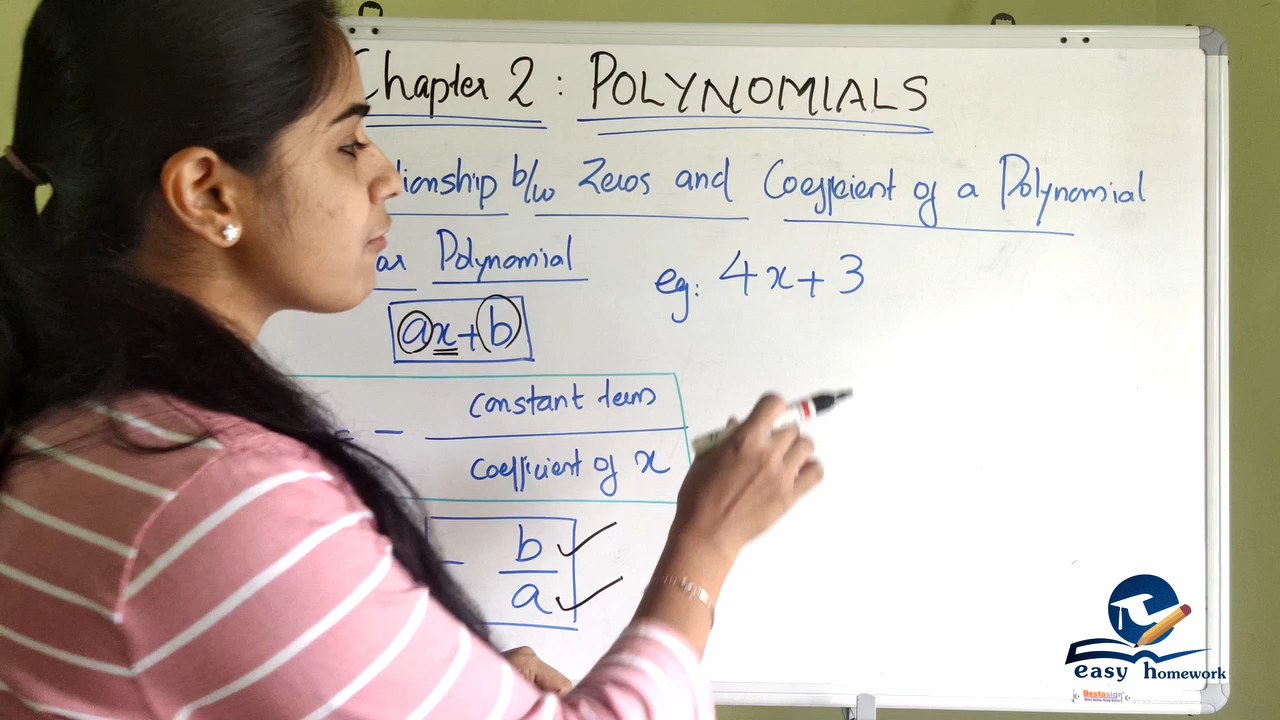 Chapter 2 : POLYNOMIALS
tionship b/w Zeros and Coefficient of a Polynomial
ar Polynomial
eg: 4x+3
ax+b
- constant term
coefficient of x
- b
a
easy homework